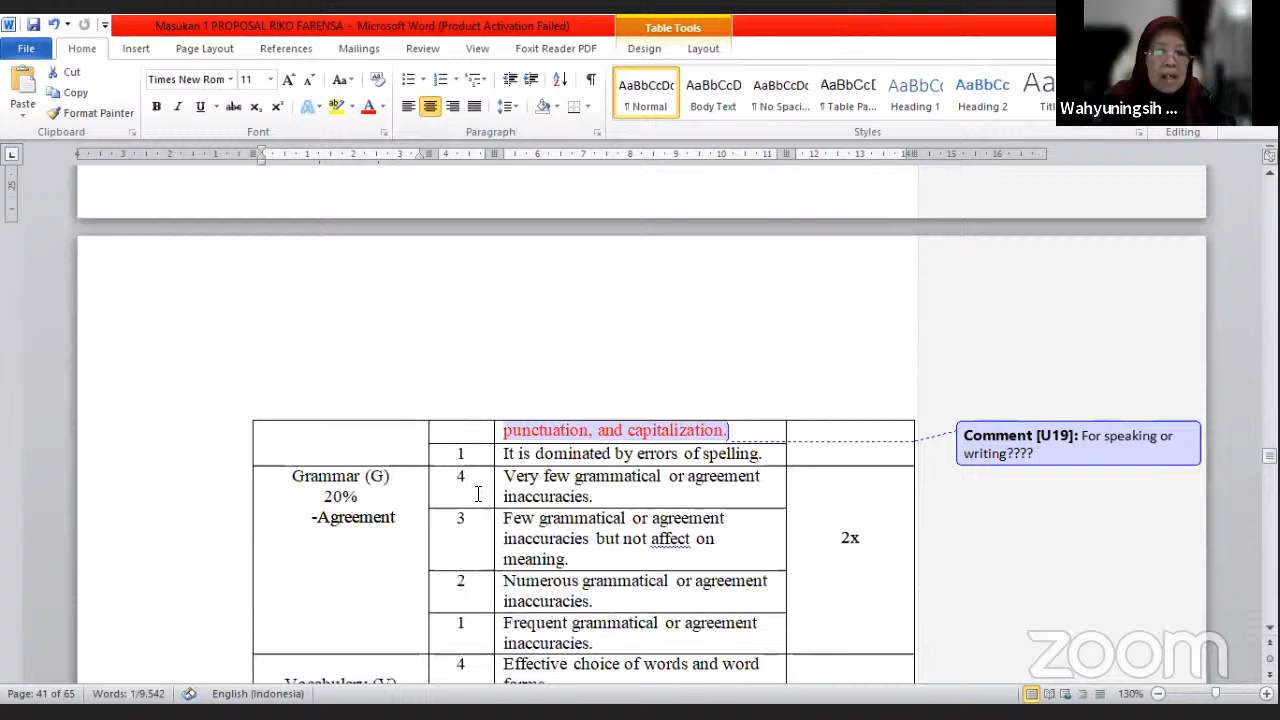 Masukan 1 PROPOSAL RIKO FARENSA - Microsoft Word (Product Activation Failed)
Table Tools
File Home Insert Page Layout References Mailings Review View Foxit Reader PDF Design Layout
Wahyuningsih ...
Paste
Cut
Copy
Format Painter
Clipboard
Times New Rom 11
Font
Paragraph
AaBbCcDc AaBbCcD AaBbCcDc AaBbCcDc AaBbCc AaBbCc
¶ Normal Body Text ¶ No Spaci... ¶ Table Pa... Heading 1 Heading 2 Titl
Styles
Editing
punctuation, and capitalization.
1 It is dominated by errors of spelling.
Grammar (G)
20%
-Agreement
4 Very few grammatical or agreement
inaccuracies.
3 Few grammatical or agreement
inaccuracies but not affect on
meaning.
2x
2 Numerous grammatical or agreement
inaccuracies.
1 Frequent grammatical or agreement
inaccuracies.
4 Effective choice of words and word
forms.
Vocabulary (V)
Comment [U19]: For speaking or
writing????
zoom
Page: 41 of 65 Words: 1/9,542 English (Indonesia) 130%